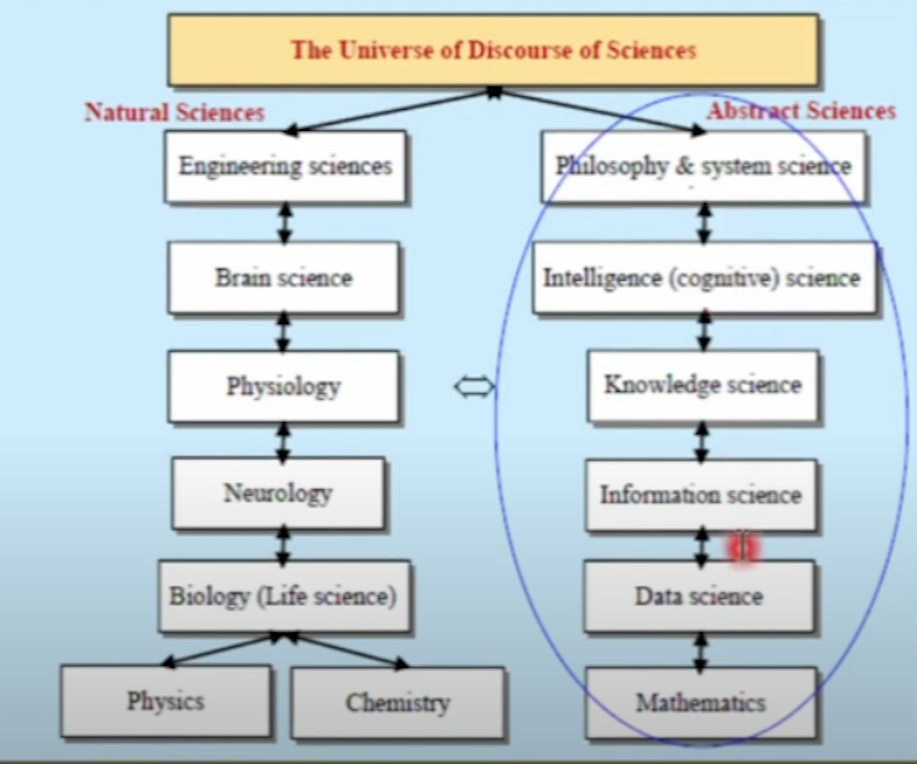 The Universe of Discourse of Sciences
Natural Sciences
Abstract Sciences
Engineering sciences
Philosophy & system science
Brain science
Intelligence (cognitive) science
Physiology
Knowledge science
Neurology
Information science
Biology (Life science)
Data science
Physics
Chemistry
Mathematics